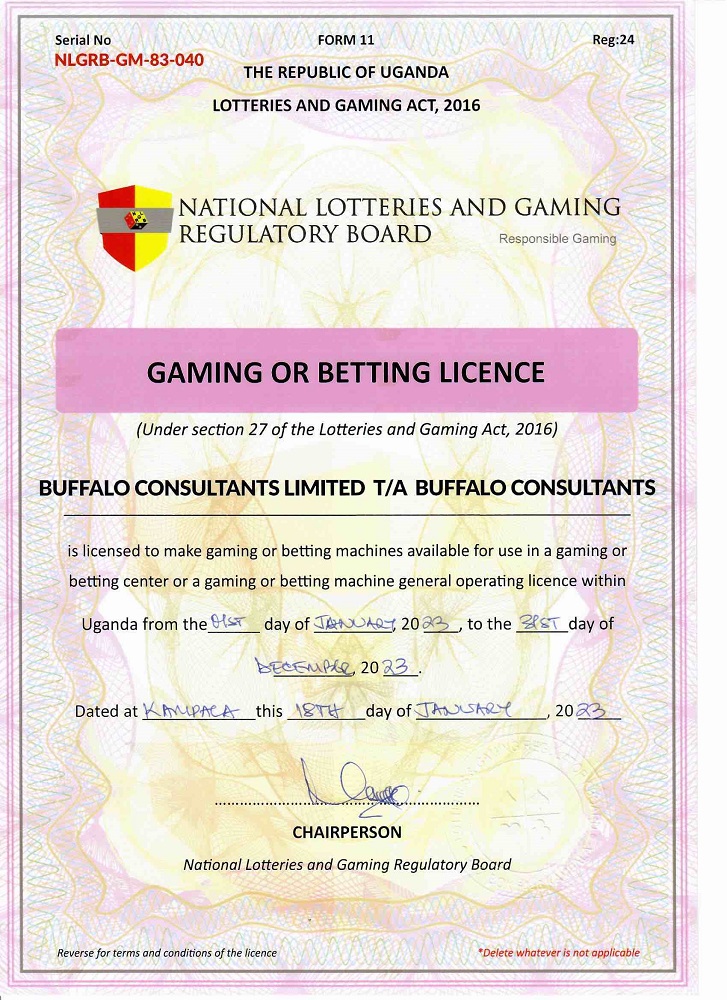 Serial No FORM 11 Reg:24
NLGRB-GM-83-040
THE REPUBLIC OF UGANDA
LOTTERIES AND GAMING ACT, 2016
NATIONAL LOTTERIES AND GAMING
REGULATORY BOARD Responsible Gaming
GAMING OR BETTING LICENCE
(Under section 27 of the Lotteries and Gaming Act, 2016)
BUFFALO CONSULTANTS LIMITED T/A BUFFALO CONSULTANTS
is licensed to make gaming or betting machines available for use in a gaming or
betting center or a gaming or betting machine general operating licence within
Uganda from the 01ST day of JANUARY, 2023, to the 31ST day of
DECEMBER, 2023.
Dated at KAMPALA this 18TH day of JANUARY, 2023
CHAIRPERSON
National Lotteries and Gaming Regulatory Board
Reverse for terms and conditions of the licence *Delete whatever is not applicable